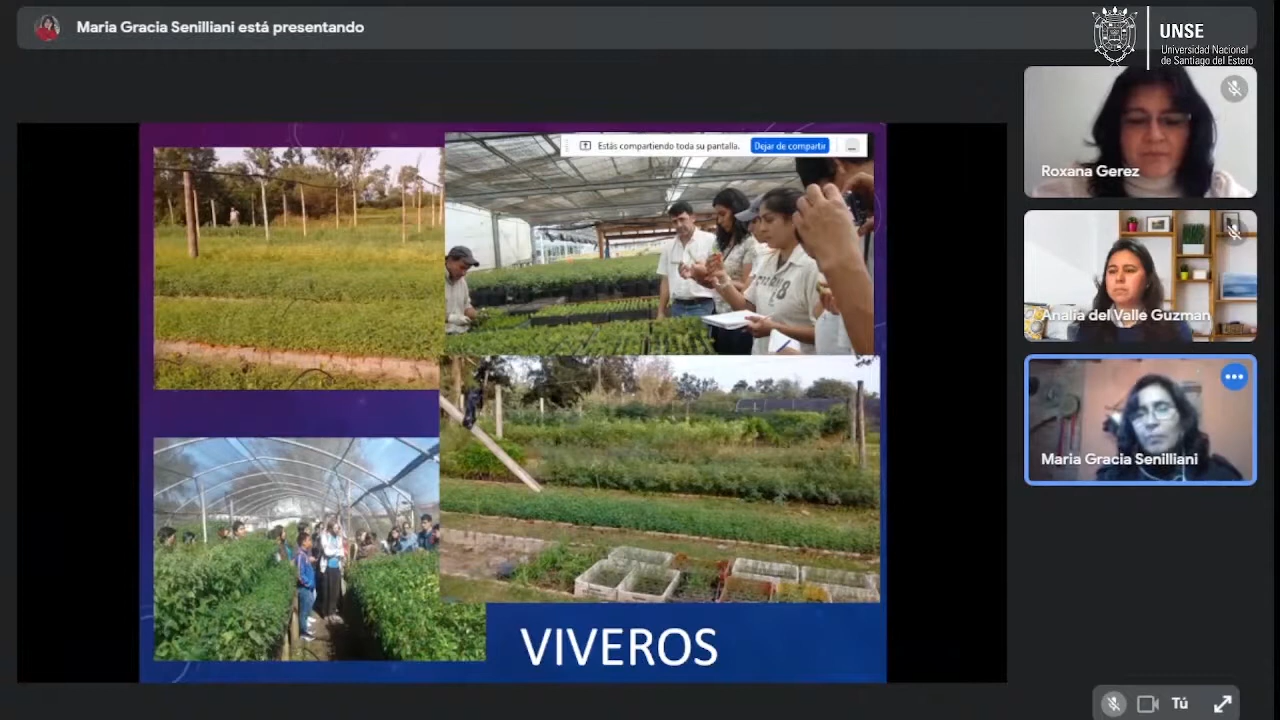 Maria Gracia Senilliani está presentando
UNSE
Universidad Nacional
de Santiago del Estero
Estás compartiendo toda su pantalla.
Dejar de compartir
Roxana Gerez
Analia del Valle Guzman
Maria Gracia Senilliani
VIVEROS
Tú